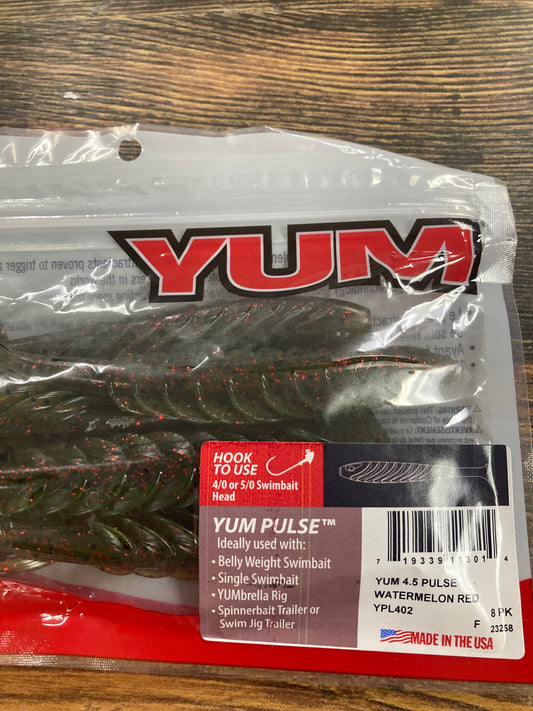 YUM
HOOK
TO USE
4/0 or 5/0 Swimbait
Head
YUM PULSE™
Ideally used with:
• Belly Weight Swimbait
• Single Swimbait
• YUMbrella Rig
• Spinnerbait Trailer or
Swim Jig Trailer
7 19339 11301 4
YUM 4.5 PULSE
WATERMELON RED
YPL402
8 PK
F 23258
MADE IN THE USA